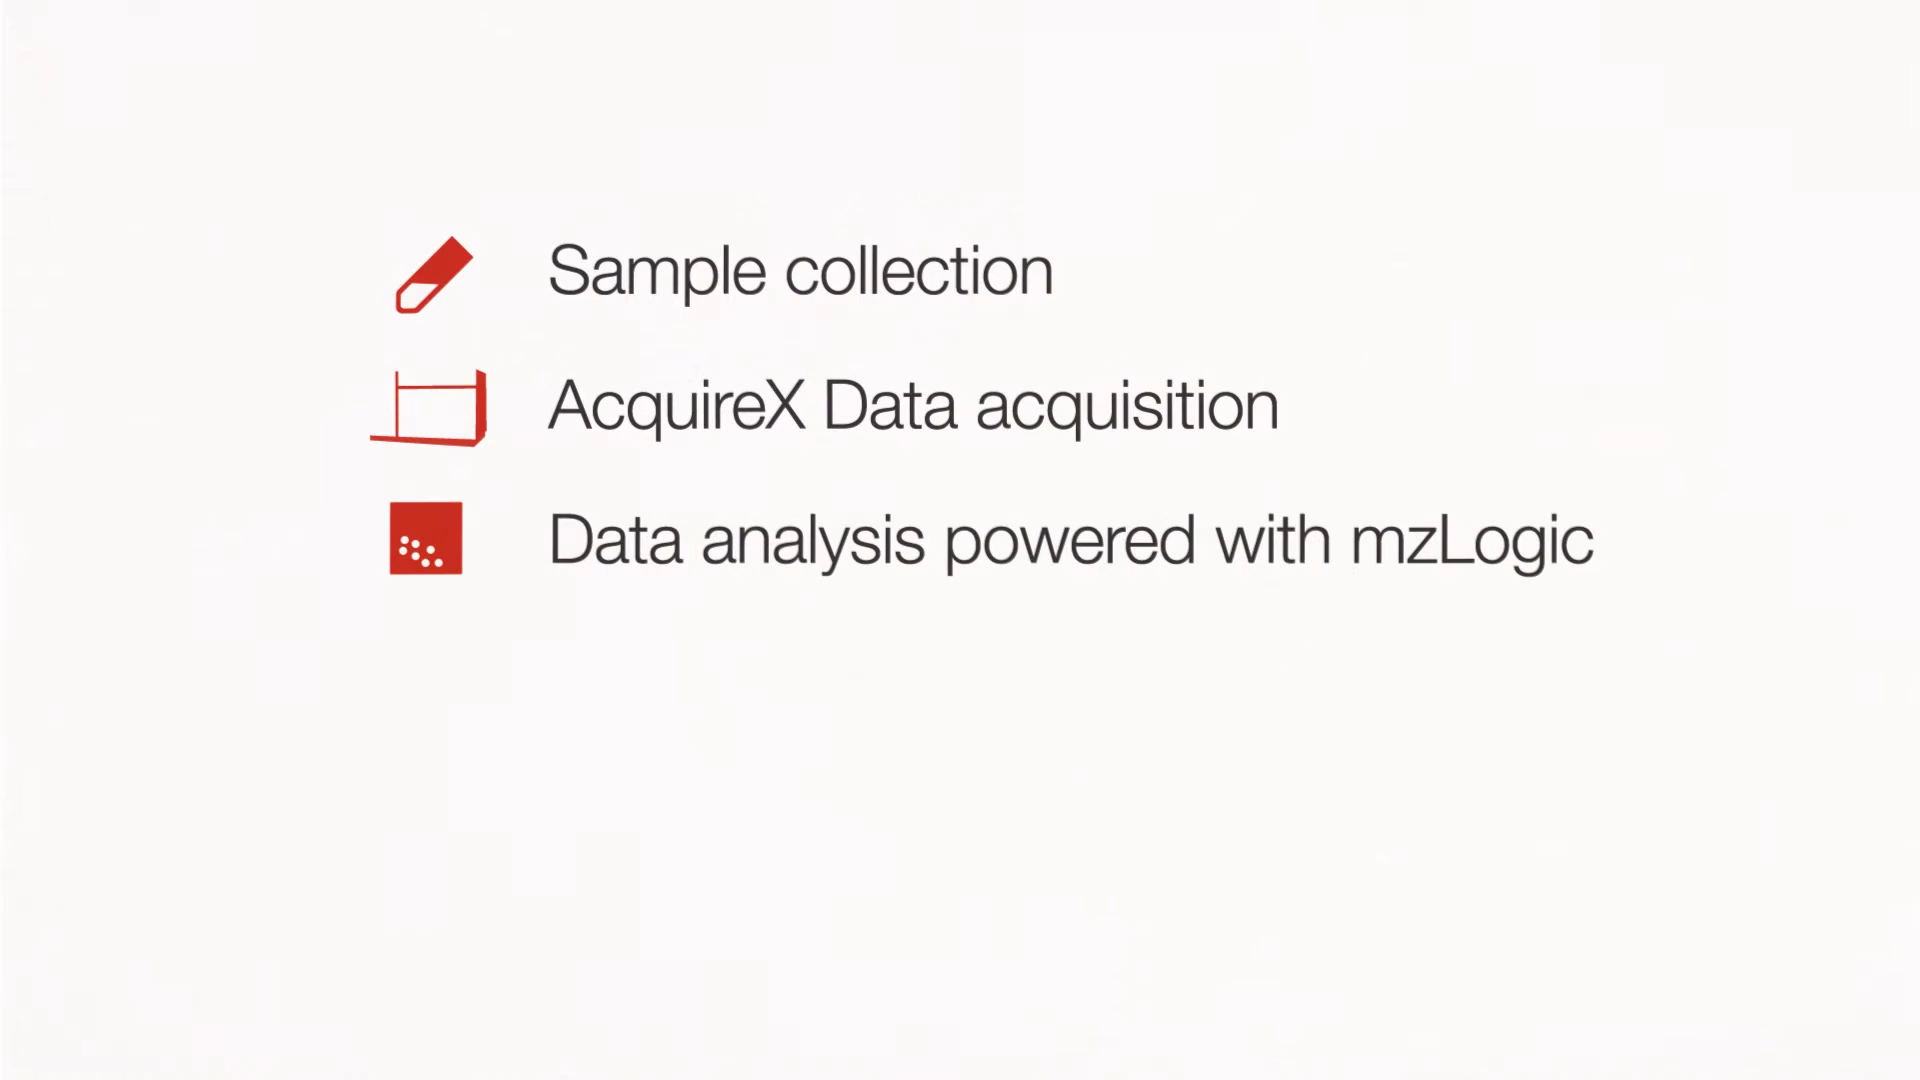 Sample collection
AcquireX Data acquisition
Data analysis powered with mzLogic